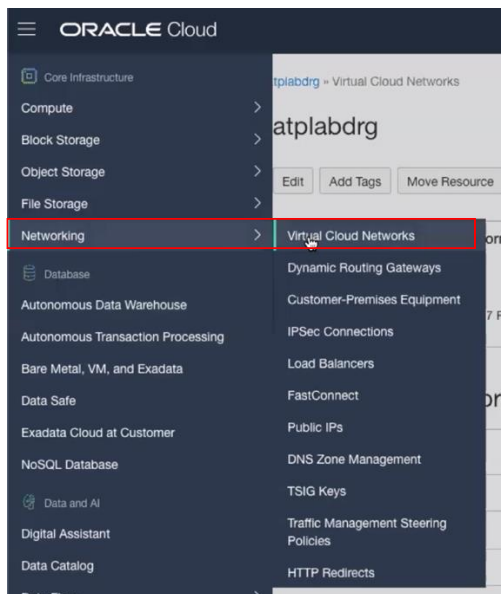 ORACLE Cloud
Core Infrastructure
Compute
Block Storage
Object Storage
File Storage
Networking
Database
Autonomous Data Warehouse
Autonomous Transaction Processing
Bare Metal, VM, and Exadata
Data Safe
Exadata Cloud at Customer
NoSQL Database
Data and AI
Digital Assistant
Data Catalog
Virtual Cloud Networks
Dynamic Routing Gateways
Customer-Premises Equipment
IPSec Connections
Load Balancers
FastConnect
Public IPs
DNS Zone Management
TSIG Keys
Traffic Management Steering
Policies
HTTP Redirects
tplabdrg » Virtual Cloud Networks
atplabdrg
Edit Add Tags Move Resource